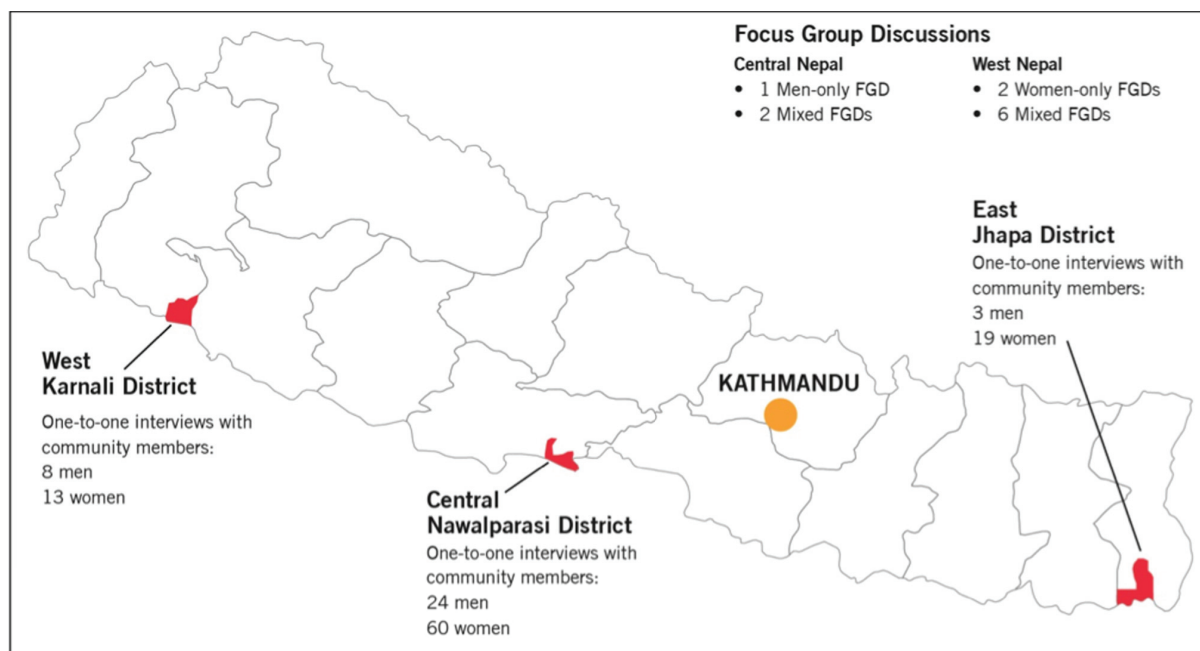 Focus Group Discussions
Central Nepal
• 1 Men-only FGD
• 2 Mixed FGDs
West Nepal
• 2 Women-only FGDs
• 6 Mixed FGDs
East
Jhapa District
One-to-one interviews with
community members:
3 men
19 women
West
Karnali District
One-to-one interviews with
community members:
8 men
13 women
KATHMANDU
Central
Nawalparasi District
One-to-one interviews with
community members:
24 men
60 women